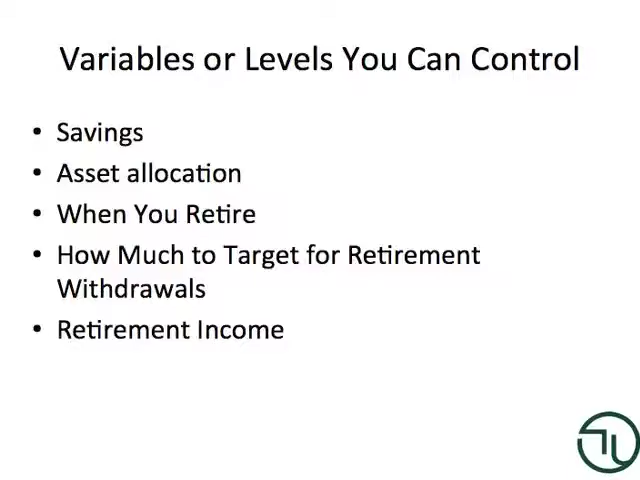 Variables or Levels You Can Control
• Savings
• Asset allocation
• When You Retire
• How Much to Target for Retirement
Withdrawals
• Retirement Income